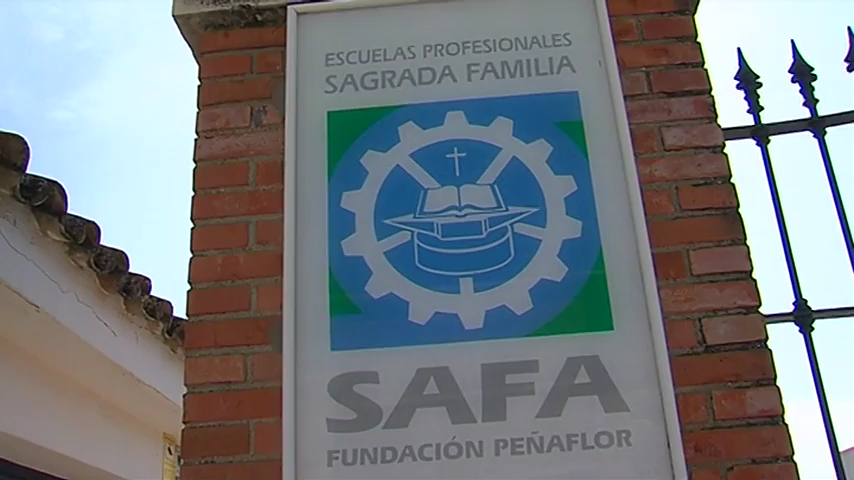 ESCUELAS PROFESIONALES
SAGRADA FAMILIA
SAFA
FUNDACIÓN PEÑAFLOR